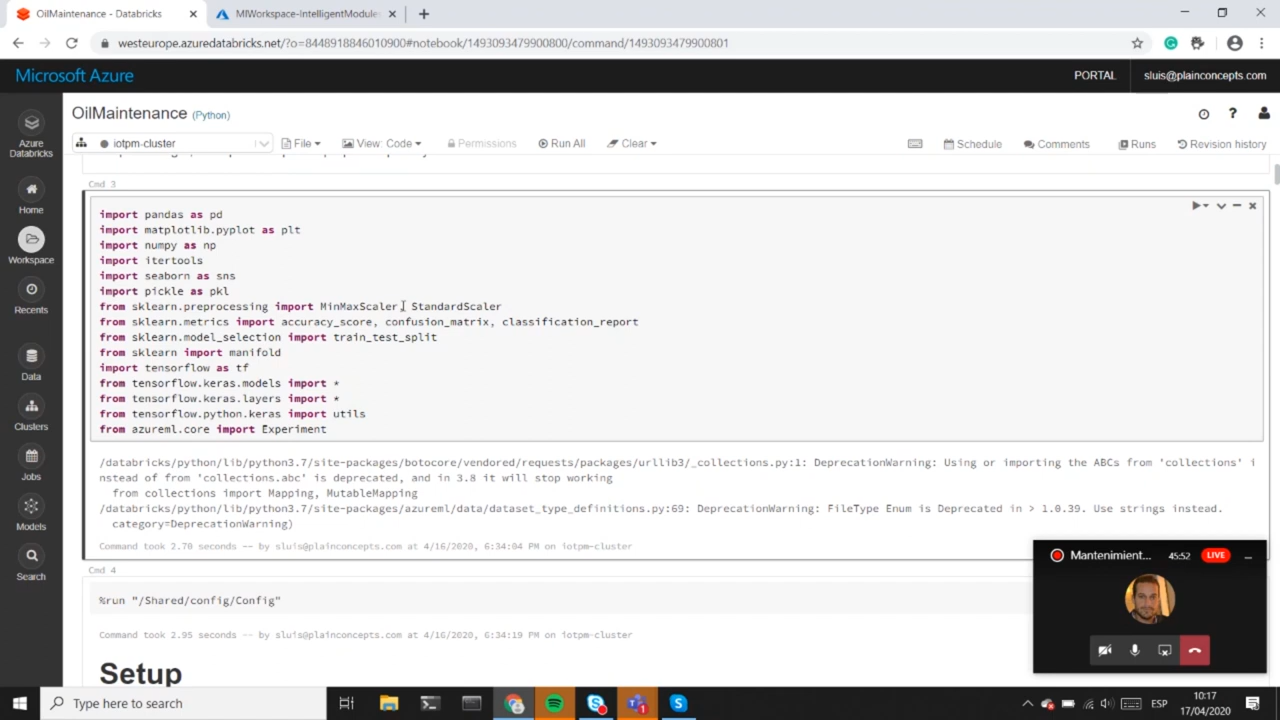 OilMaintenance - Databricks
MlWorkspace-IntelligentModules
westeurope.azuredatabricks.net/?o=8448918846010900#notebook/1493093479900800/command/1493093479900801
Microsoft Azure
PORTAL
sluis@plainconcepts.com
OilMaintenance (Python)
iotpm-cluster
File
View: Code
Permissions
Run All
Clear
Schedule
Comments
Runs
Revision history
Azure
Databricks
Home
Workspace
Recents
Data
Clusters
Jobs
Models
Search
Cmd 3
import pandas as pd
import matplotlib.pyplot as plt
import numpy as np
import itertools
import seaborn as sns
import pickle as pkl
from sklearn.preprocessing import MinMaxScaler, StandardScaler
from sklearn.metrics import accuracy_score, confusion_matrix, classification_report
from sklearn.model_selection import train_test_split
from sklearn import manifold
import tensorflow as tf
from tensorflow.keras.models import *
from tensorflow.keras.layers import *
from tensorflow.python.keras import utils
from azureml.core import Experiment
/databricks/python/lib/python3.7/site-packages/botocore/vendored/requests/packages/urllib3/_collections.py:1: DeprecationWarning: Using or importing the ABCs from 'collections' i
nstead of from 'collections.abc' is deprecated, and in 3.8 it will stop working
from collections import Mapping, MutableMapping
/databricks/python/lib/python3.7/site-packages/azureml/data/dataset_type_definitions.py:69: DeprecationWarning: FileType Enum is Deprecated in > 1.0.39. Use strings instead.
category=DeprecationWarning)
Command took 2.70 seconds -- by sluis@plainconcepts.com at 4/16/2020, 6:34:04 PM on iotpm-cluster
Cmd 4
%run "/Shared/config/Config"
Command took 2.95 seconds -- by sluis@plainconcepts.com at 4/16/2020, 6:34:19 PM on iotpm-cluster
Setup
Mantenimient...
45:52
LIVE
Type here to search
ESP
10:17
17/04/2020